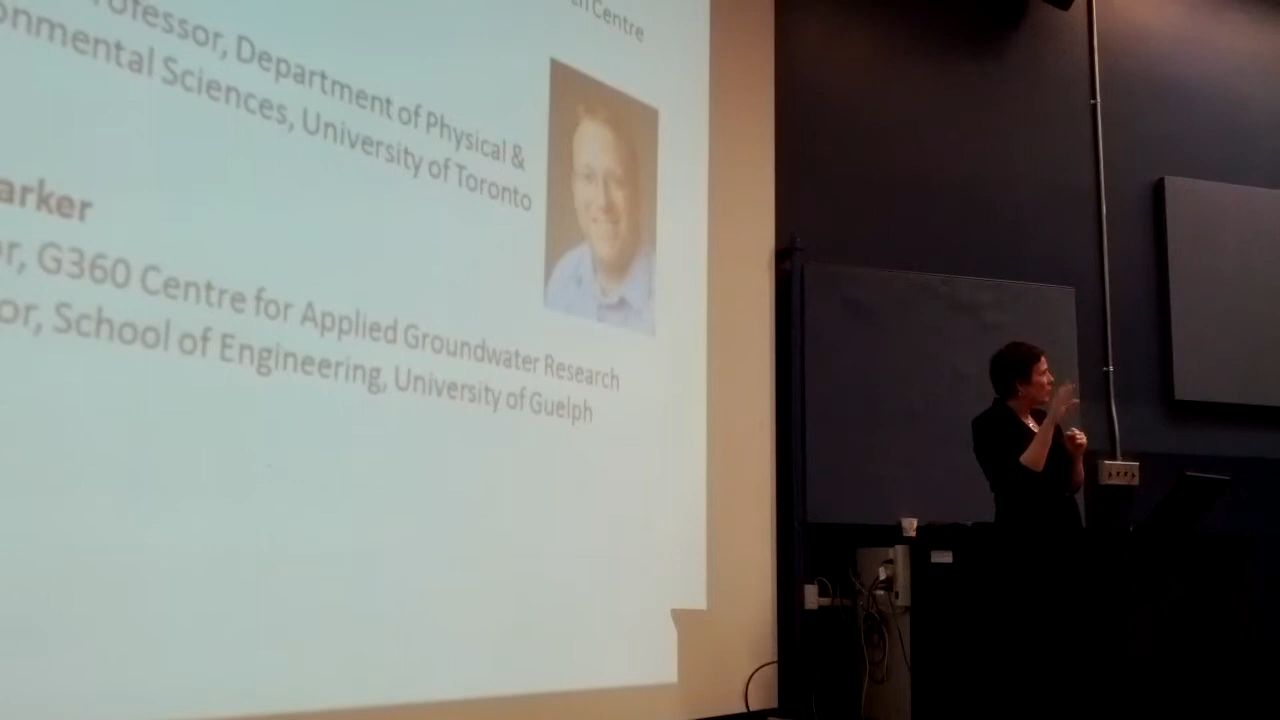 Centre
rofessor, Department of Physical &
onmental Sciences, University of Toronto
arker
or, G360 Centre for Applied Groundwater Research
or, School of Engineering, University of Guelph